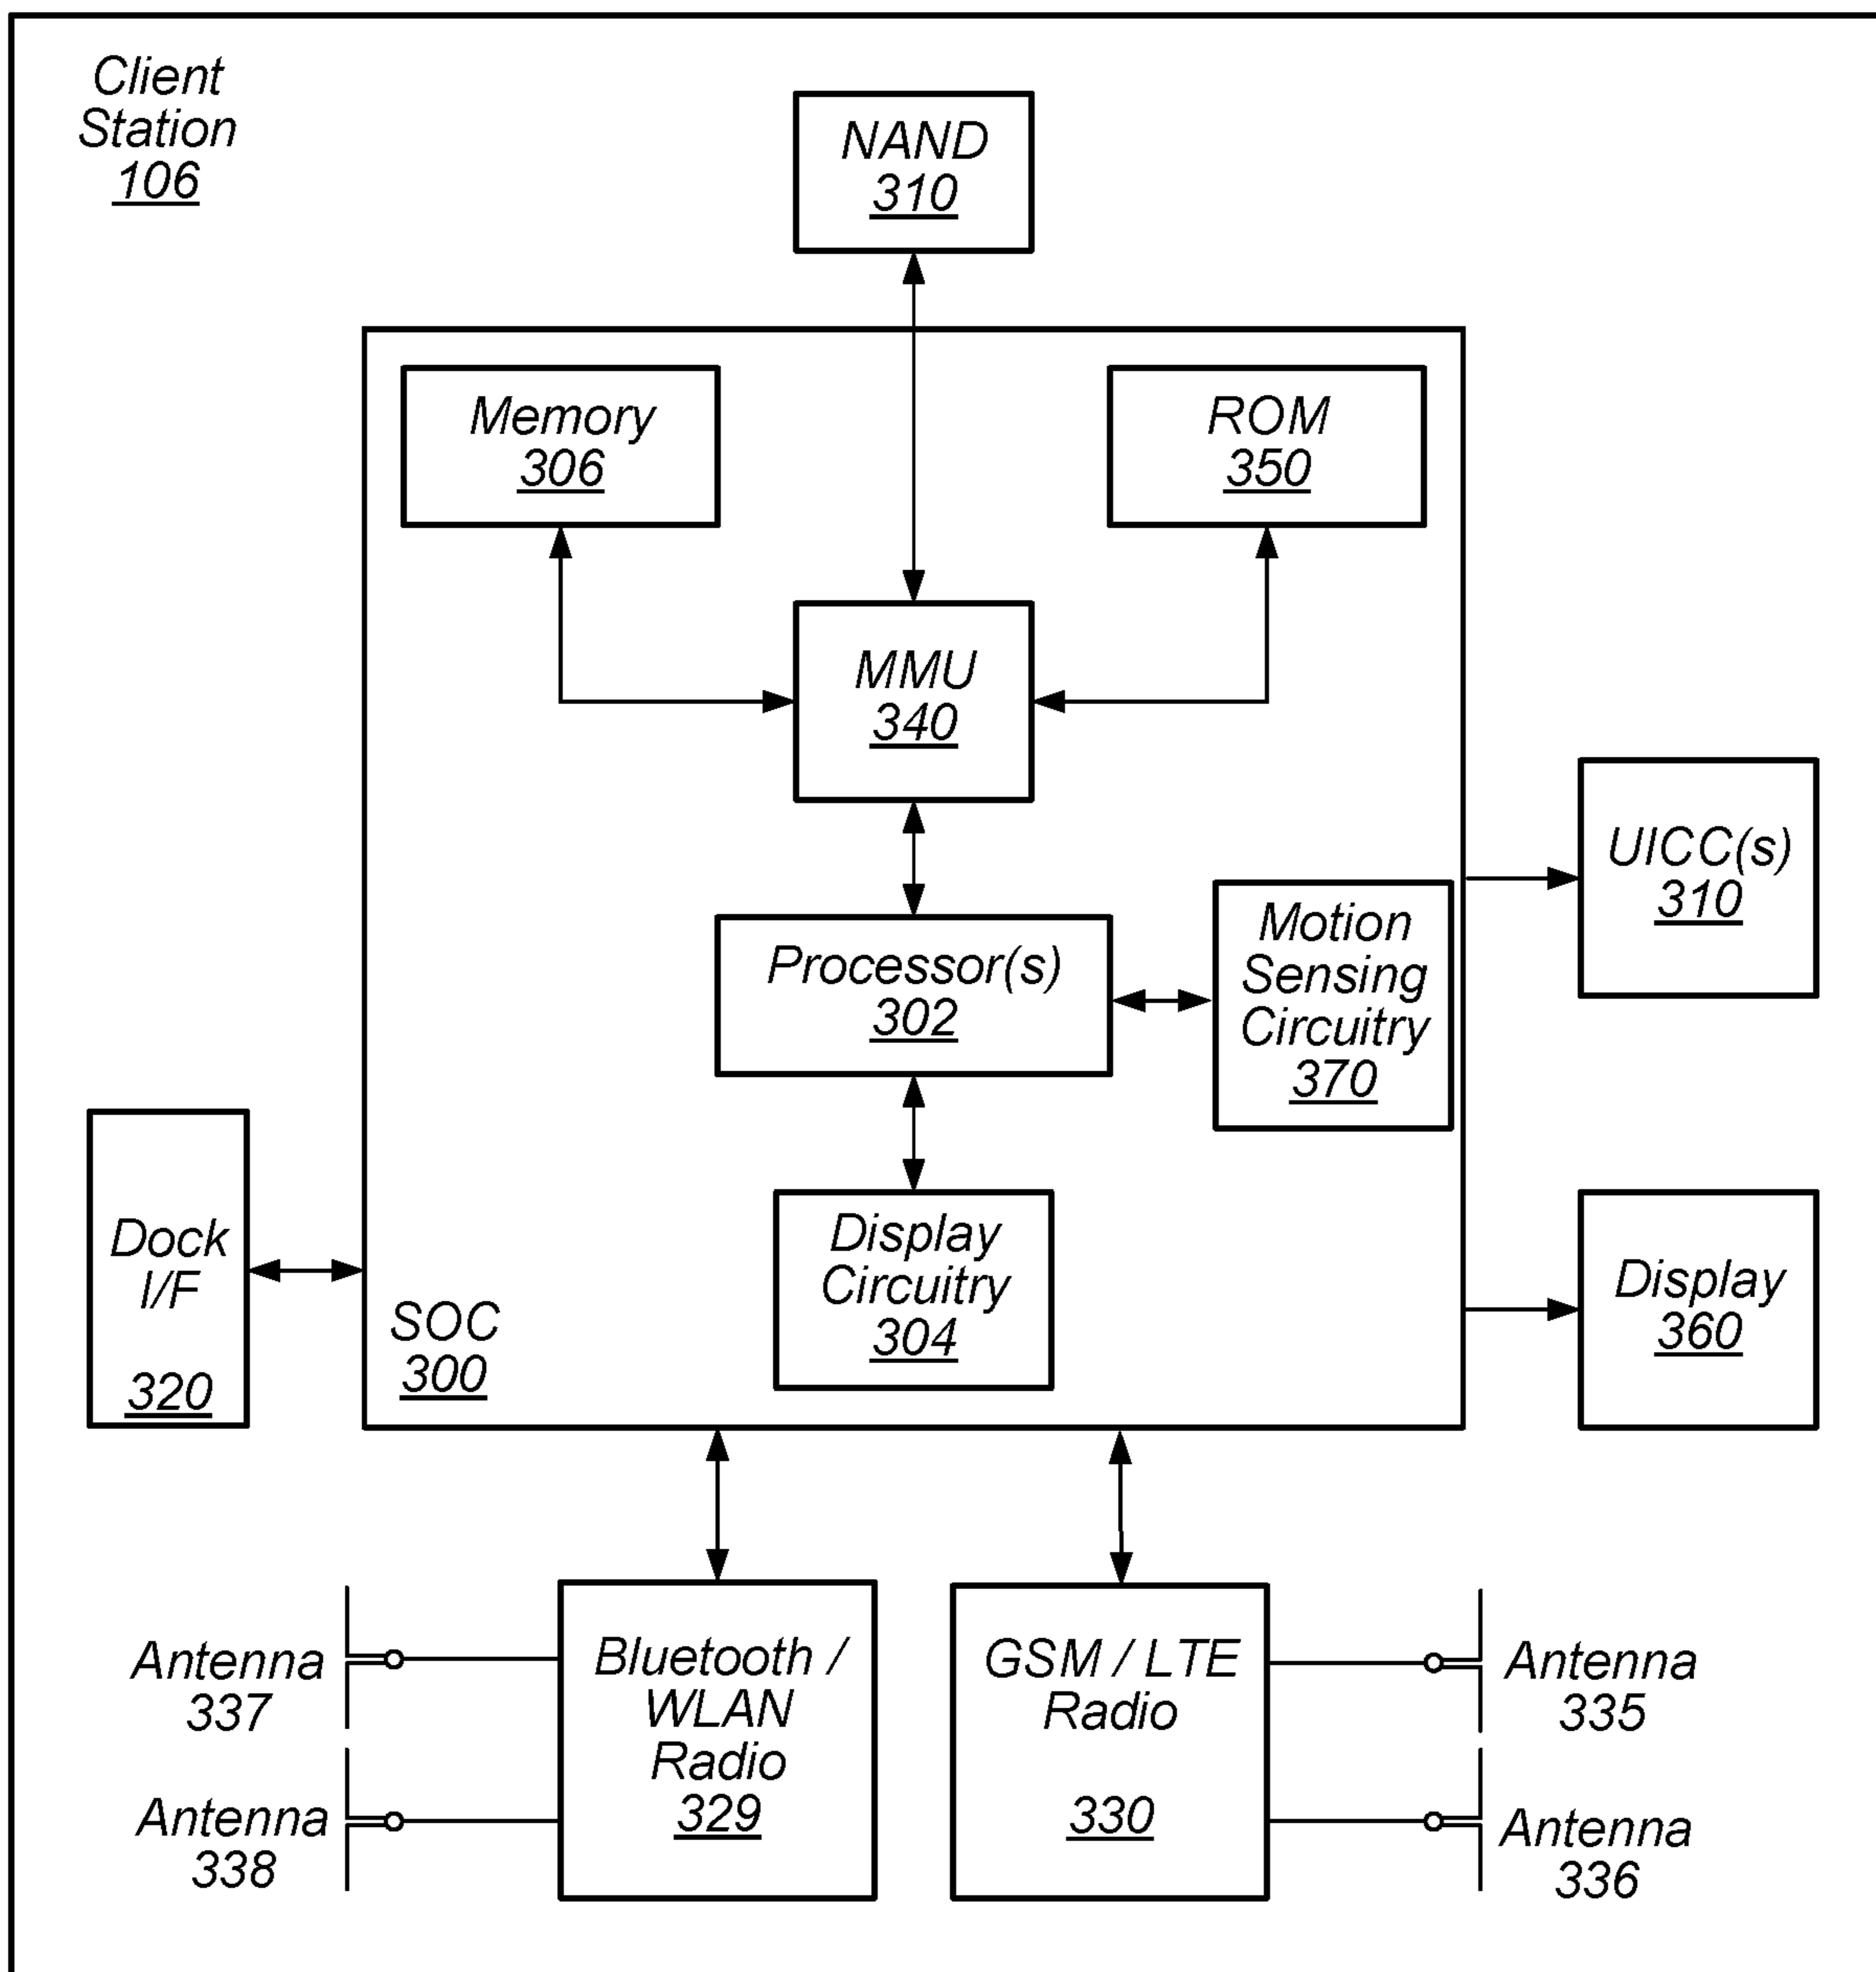 Client
Station
106
NAND
310
Memory
306
ROM
350
MMU
340
UICC(s)
310
Processor(s)
302
Motion
Sensing
Circuitry
370
Dock
I/F
320
Display
Circuitry
304
SOC
300
Display
360
Antenna
337
Antenna
338
Bluetooth /
WLAN
Radio
329
GSM / LTE
Radio
330
Antenna
335
Antenna
336